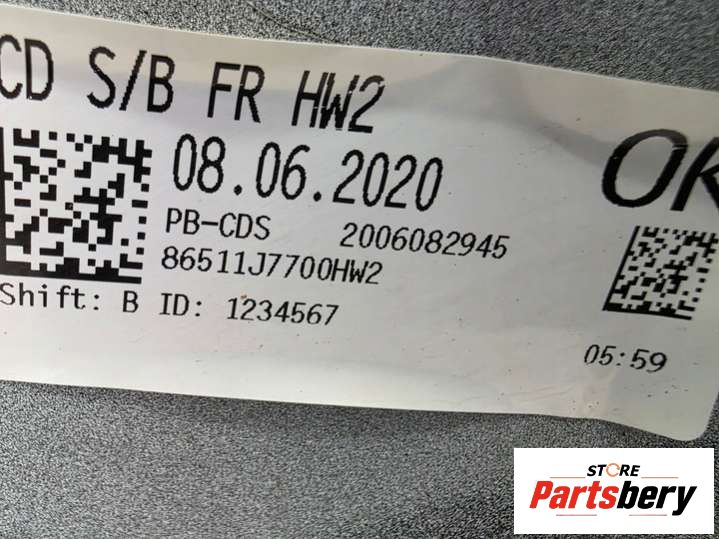 CD S/B FR HW2
08.06.2020
OK
PB-CDS 2006082945
86511J7700HW2
Shift: B ID: 1234567
05:59
STORE
Partsbery